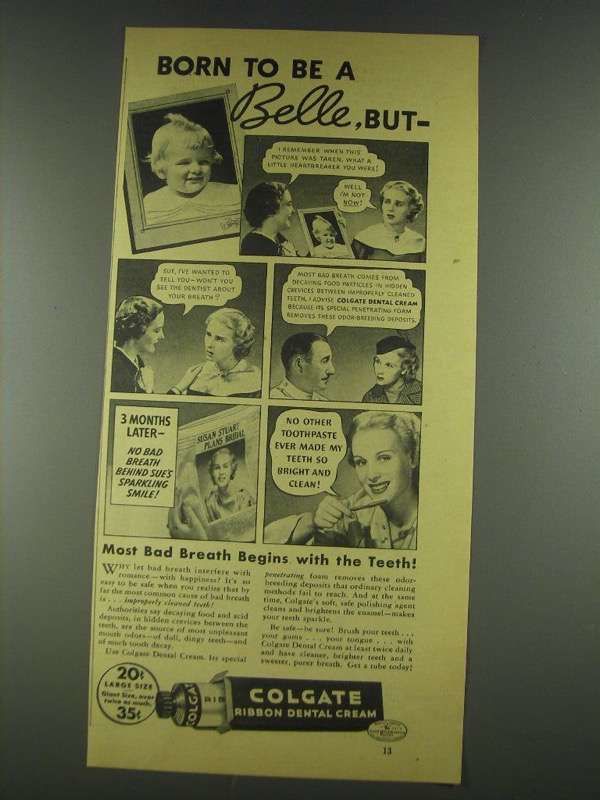 BORN TO BE A
Belle, BUT—
I REMEMBER WHEN THIS
PICTURE WAS TAKEN, WHAT A
LITTLE HEARTBREAKER YOU WERE!
WELL
I'M NOT
NOW!
SUE, I'VE WANTED TO
TELL YOU—WON'T YOU
SEE THE DENTIST ABOUT
YOUR BREATH?
MOST BAD BREATH COMES FROM
DECAYING FOOD PARTICLES IN HIDDEN
CREVICES BETWEEN IMPROPERLY CLEANED
TEETH. I ADVISE COLGATE DENTAL CREAM
BECAUSE ITS SPECIAL PENETRATING FOAM
REMOVES THESE ODOR-BREEDING DEPOSITS.
3 MONTHS
LATER—
NO BAD
BREATH
BEHIND SUE'S
SPARKLING
SMILE!
SUSAN STUART
PLANS BRIDAL
NO OTHER
TOOTHPASTE
EVER MADE MY
TEETH SO
BRIGHT AND
CLEAN!
Most Bad Breath Begins with the Teeth!
WHY let bad breath interfere with
romance—with happiness? It's so
easy to be safe when you realize that by
far the most common cause of bad breath
is . . . improperly cleaned teeth!
Authorities say decaying food and acid
deposits, in hidden crevices between the
teeth, are the source of most unpleasant
mouth odors—of dull, dingy teeth—and
of much tooth decay.
Use Colgate Dental Cream. Its special
penetrating foam removes these odor-
breeding deposits that ordinary cleaning
methods fail to reach. And at the same
time, Colgate's soft, safe polishing agent
cleans and brightens the enamel—makes
your teeth sparkle.
Be safe—be sure! Brush your teeth . . .
your gums . . . your tongue . . . with
Colgate Dental Cream at least twice daily
and have cleaner, brighter teeth and a
sweeter, purer breath. Get a tube today!
20¢
LARGE SIZE
Giant Size, over
twice as much,
35¢
COLGATE
RIB
COLGATE
RIBBON DENTAL CREAM
13